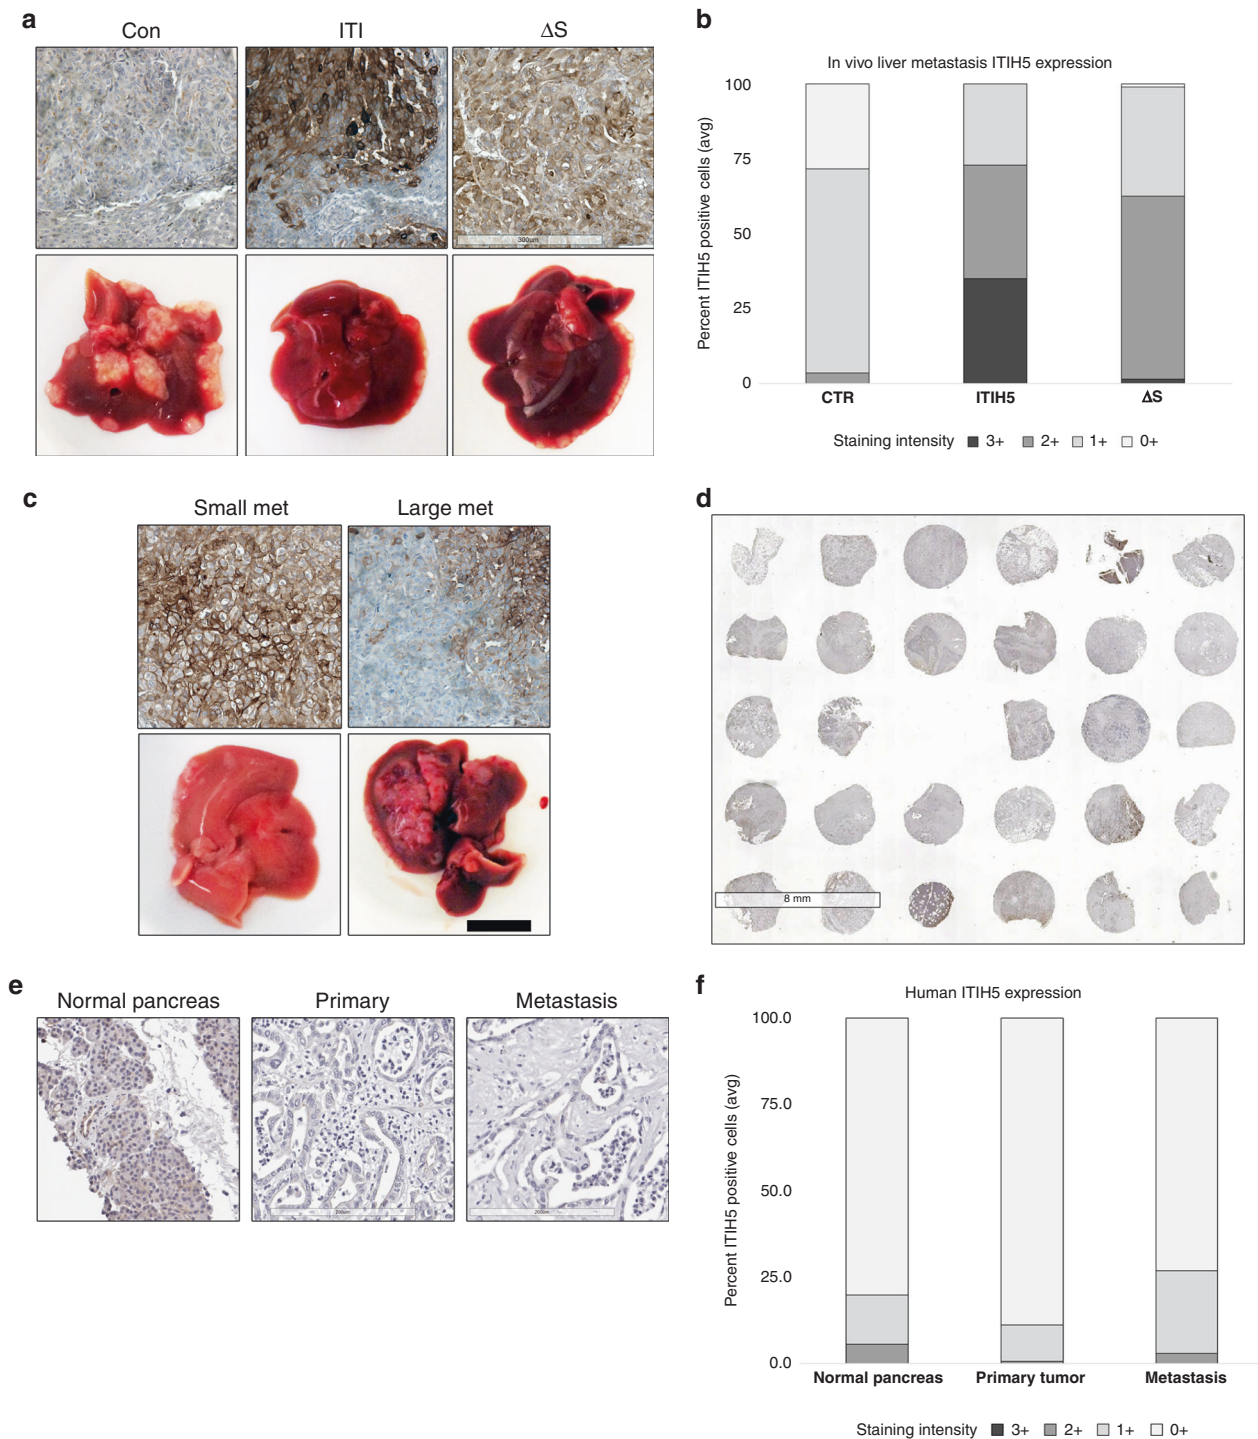 a
Con
ITI
ΔS
300um
b
In vivo liver metastasis ITIH5 expression
Percent ITIH5 positive cells (avg)
100
75
50
25
0
CTR
ITIH5
ΔS
Staining intensity 3+ 2+ 1+ 0+
c
Small met
Large met
d
8 mm
e
Normal pancreas
Primary
Metastasis
200um
200um
f
Human ITIH5 expression
Percent ITIH5 positive cells (avg)
100.0
75.0
50.0
25.0
0.0
Normal pancreas
Primary tumor
Metastasis
Staining intensity 3+ 2+ 1+ 0+